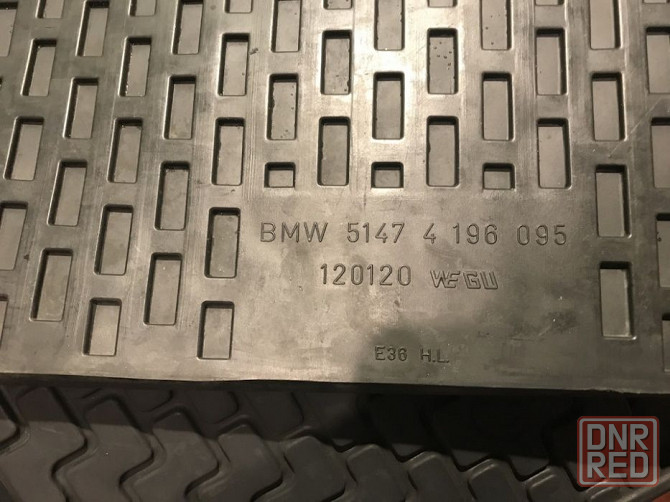 BMW 5147 4 196 095
120120 WEGU
E36 H.L.
DNR
RED